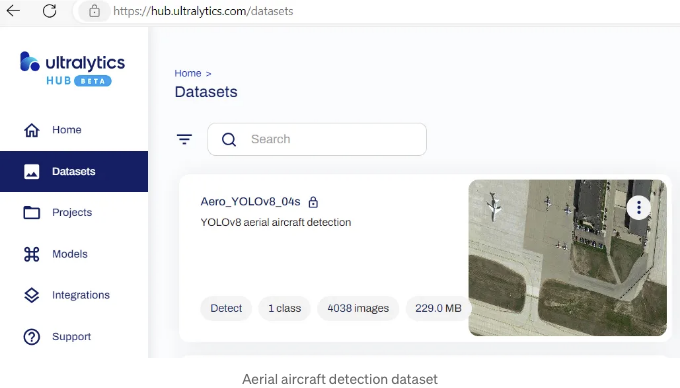 https://hub.ultralytics.com/datasets
ultralytics
HUB BETA
Home >
Datasets
Search
Home
Datasets
Projects
Models
Integrations
Support
Aero_YOLOv8_04s
YOLOv8 aerial aircraft detection
Detect 1 class 4038 images 229.0 MB
Aerial aircraft detection dataset